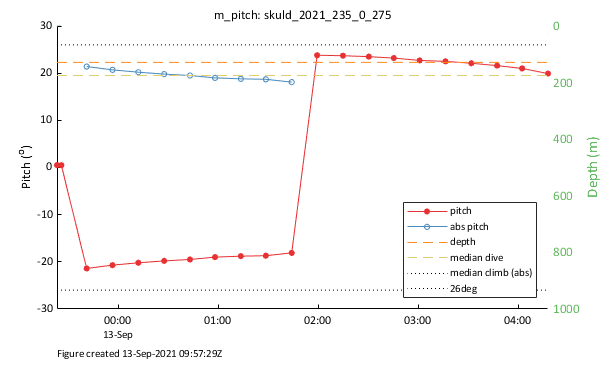 m_pitch: skuld_2021_235_0_275
30
20
10
0
-10
-20
-30
Pitch (°)
0
200
400
600
800
1000
Depth (m)
pitch
abs pitch
depth
median dive
median climb (abs)
26deg
00:00
01:00
02:00
03:00
04:00
13-Sep
Figure created 13-Sep-2021 09:57:29Z